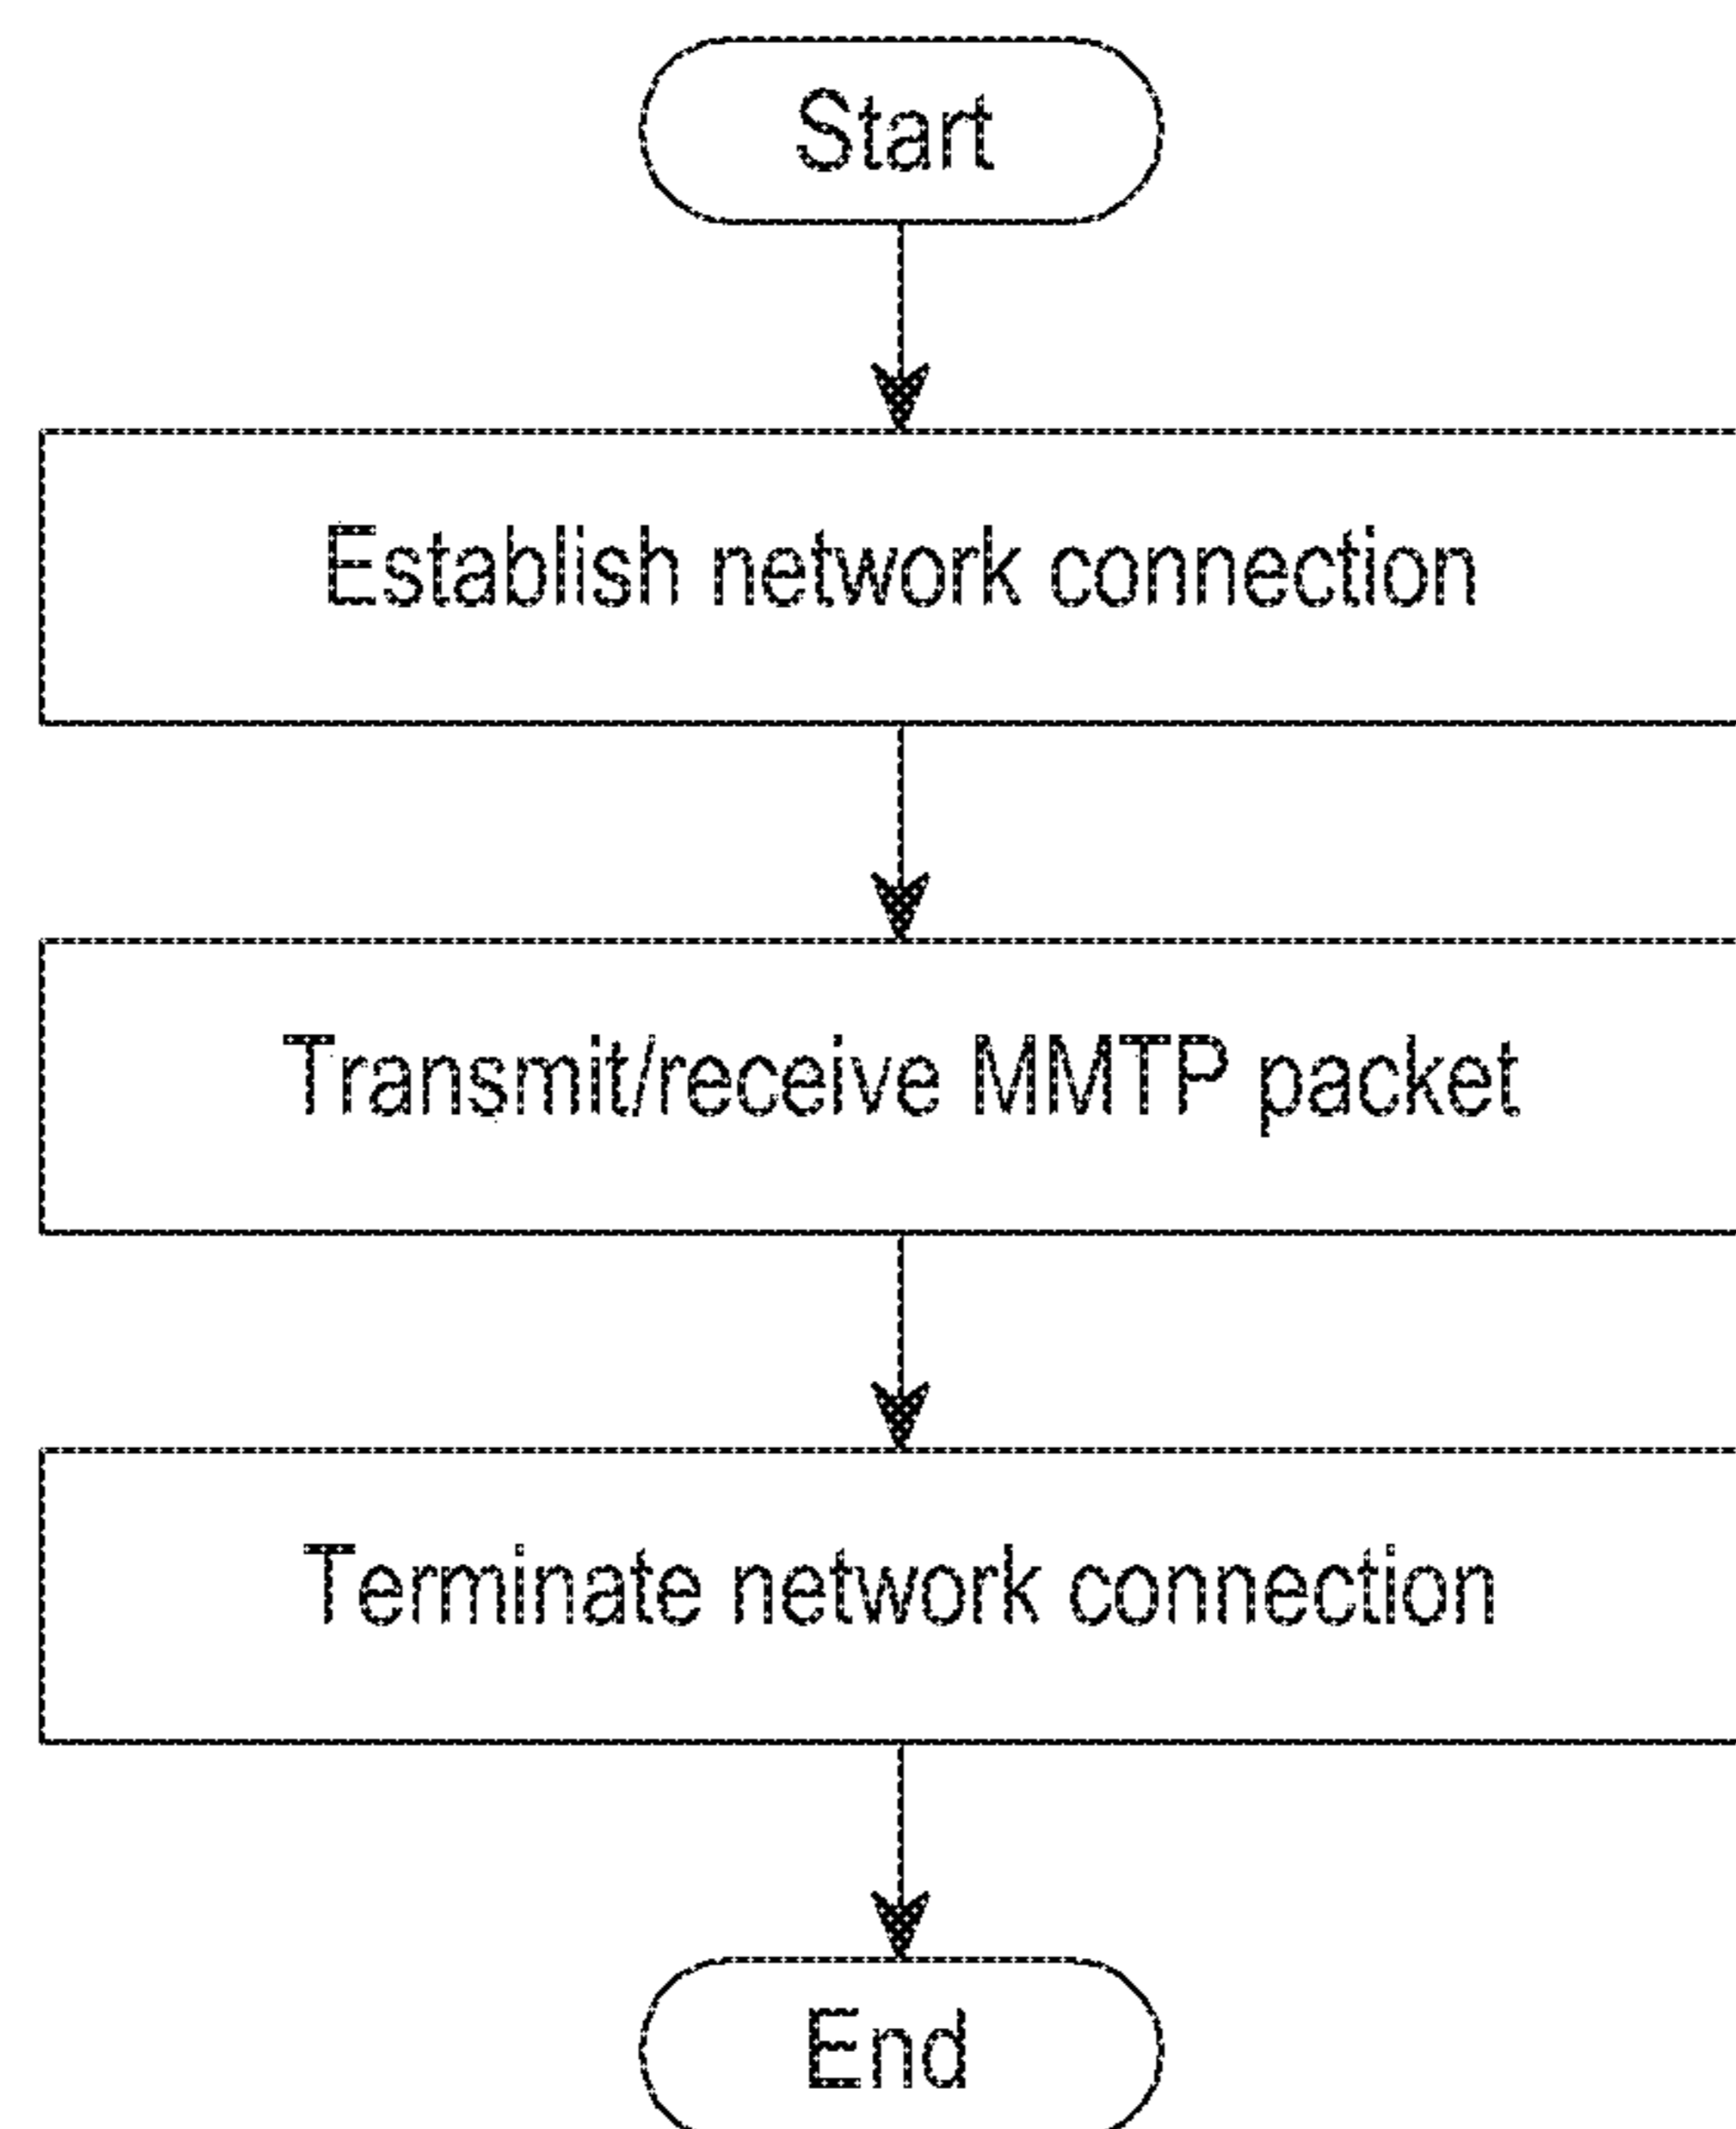 Start
Establish network connection
Transmit/receive MMTP packet
Terminate network connection
End